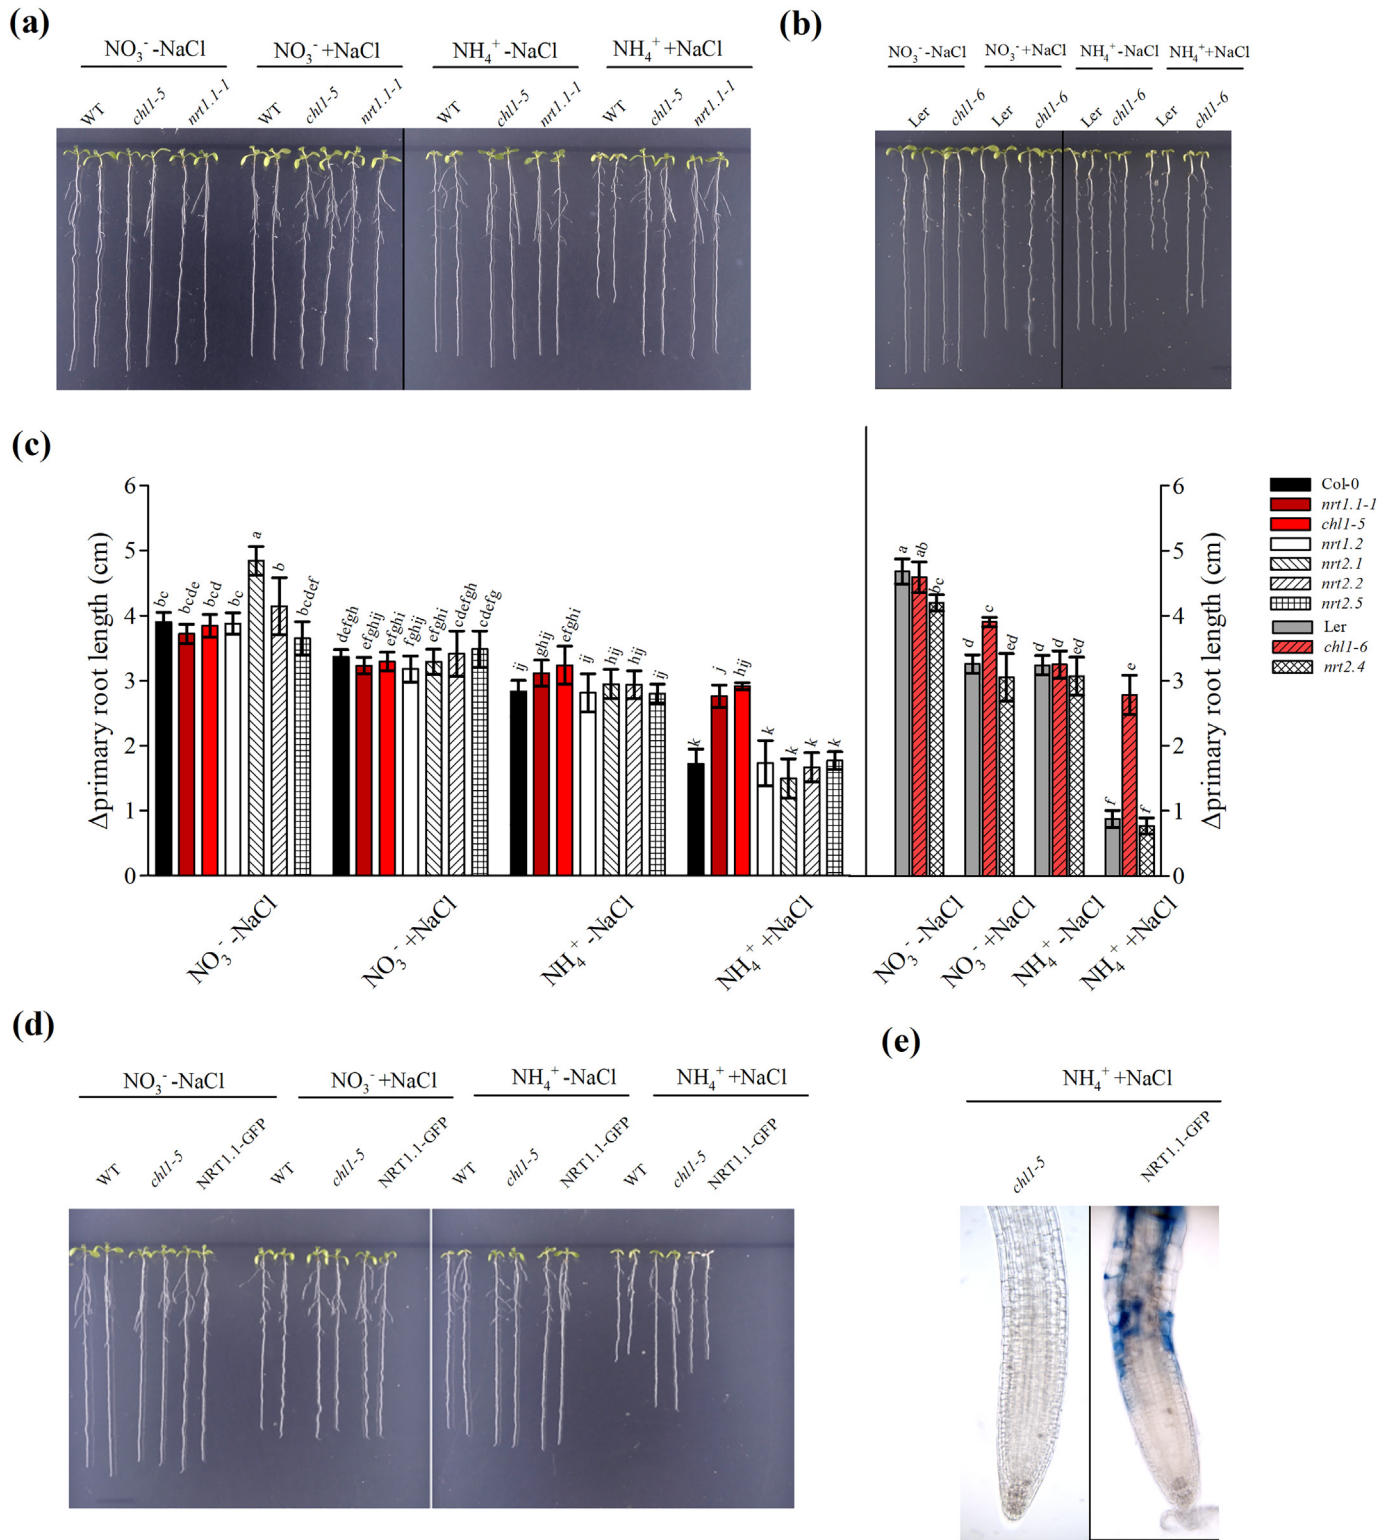 (a)
NO₃⁻ -NaCl NO₃⁻ +NaCl NH₄⁺ -NaCl NH₄⁺ +NaCl
WT chl1-5 nrt1.1-1 WT chl1-5 nrt1.1-1 WT chl1-5 nrt1.1-1 WT chl1-5 nrt1.1-1
(b)
NO₃⁻ -NaCl NO₃⁻ +NaCl NH₄⁺ -NaCl NH₄⁺ +NaCl
Ler chl1-6 Ler chl1-6 Ler chl1-6 Ler chl1-6
(c)
Δprimary root length (cm)
6
5
4
3
2
1
0
bc bcde bcd bc a b bcdef
defgh efghij efghi fghij efghi cdefgh cdefg
ij ghij efghi ij hij hij ij
k j hij k k k k
NO₃⁻ -NaCl NO₃⁻ +NaCl NH₄⁺ -NaCl NH₄⁺ +NaCl
a ab bc
d c ed
d d ed
f e f
NO₃⁻ -NaCl NO₃⁻ +NaCl NH₄⁺ -NaCl NH₄⁺ +NaCl
6
5
4
3
2
1
0
Δprimary root length (cm)
Col-0
nrt1.1-1
chl1-5
nrt1.2
nrt2.1
nrt2.2
nrt2.5
Ler
chl1-6
nrt2.4
(d)
NO₃⁻ -NaCl NO₃⁻ +NaCl NH₄⁺ -NaCl NH₄⁺ +NaCl
WT chl1-5 NRT1.1-GFP WT chl1-5 NRT1.1-GFP WT chl1-5 NRT1.1-GFP WT chl1-5 NRT1.1-GFP
(e)
NH₄⁺ +NaCl
chl1-5 NRT1.1-GFP